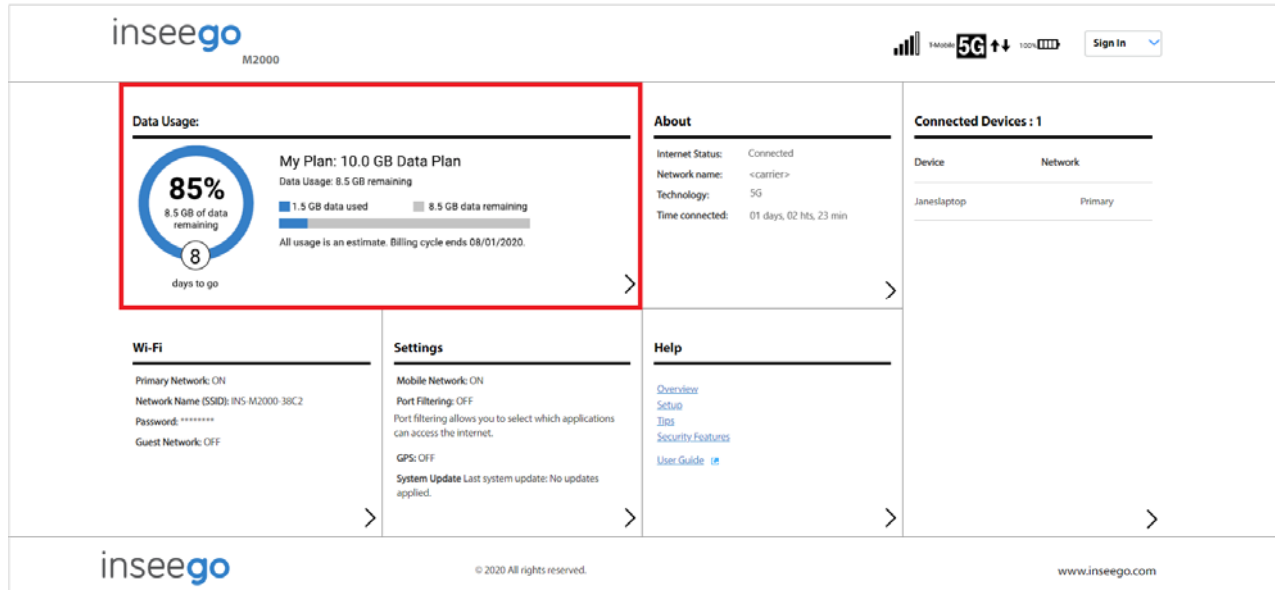 inseego
M2000
T-Mobile 5G 100%
Sign In
Data Usage:
85%
8.5 GB of data
remaining
8
days to go
My Plan: 10.0 GB Data Plan
Data Usage: 8.5 GB remaining
1.5 GB data used 8.5 GB data remaining
All usage is an estimate. Billing cycle ends 08/01/2020.
About
Internet Status: Connected
Network name: <carrier>
Technology: 5G
Time connected: 01 days, 02 hts, 23 min
Connected Devices : 1
Device Network
Janeslaptop Primary
Wi-Fi
Primary Network: ON
Network Name (SSID): INS-M2000-38C2
Password: ********
Guest Network: OFF
Settings
Mobile Network: ON
Port Filtering: OFF
Port filtering allows you to select which applications
can access the internet.
GPS: OFF
System Update Last system update: No updates
applied.
Help
Overview
Setup
Tips
Security Features
User Guide
inseego
© 2020 All rights reserved.
www.inseego.com